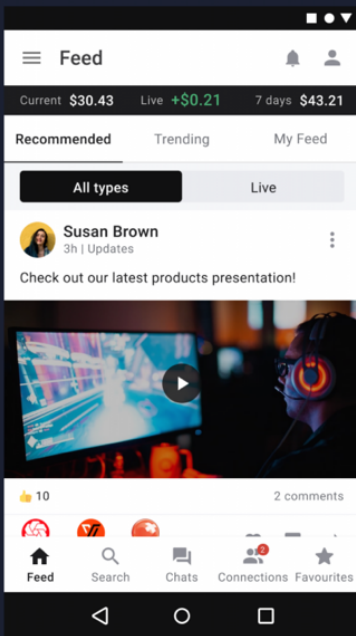 Feed
Current $30.43 Live +$0.21 7 days $43.21
Recommended Trending My Feed
All types Live
Susan Brown
3h | Updates
Check out our latest products presentation!
10 2 comments
2
Feed Search Chats Connections Favourites